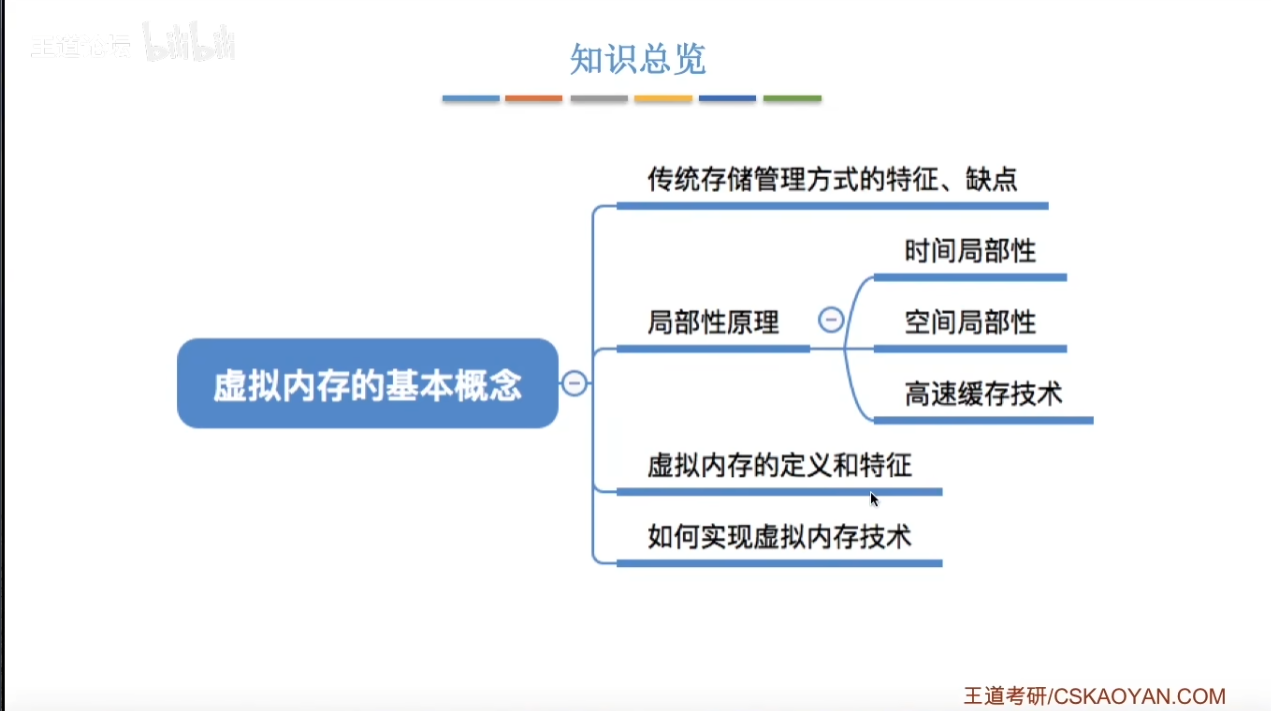 王道论坛 bilibili
知识总览
传统存储管理方式的特征、缺点
时间局部性
局部性原理
空间局部性
高速缓存技术
虚拟内存的基本概念
虚拟内存的定义和特征
如何实现虚拟内存技术
王道考研/CSKAOYAN.COM